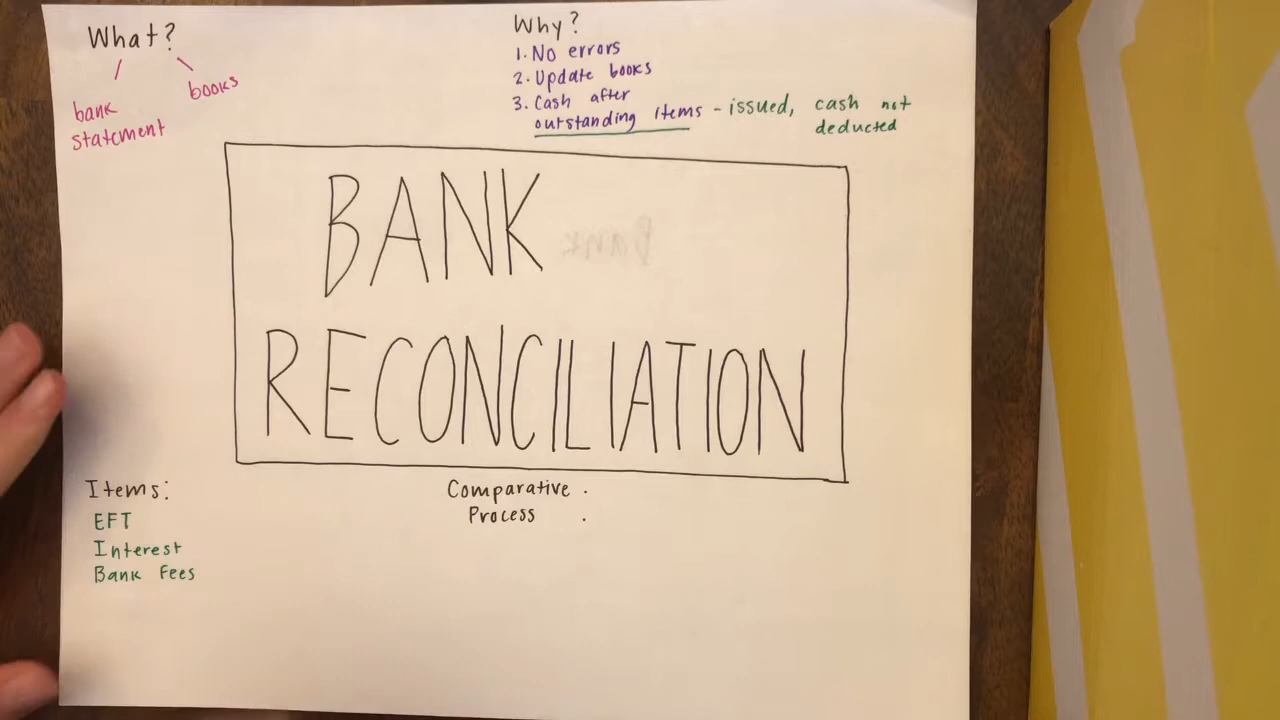 What?
bank
statement
books
Why?
1. No errors
2. Update books
3. Cash after
outstanding items - issued, cash not
deducted
BANK
Bank
RECONCILIATION
Items:
EFT
Interest
Bank Fees
Comparative .
Process .